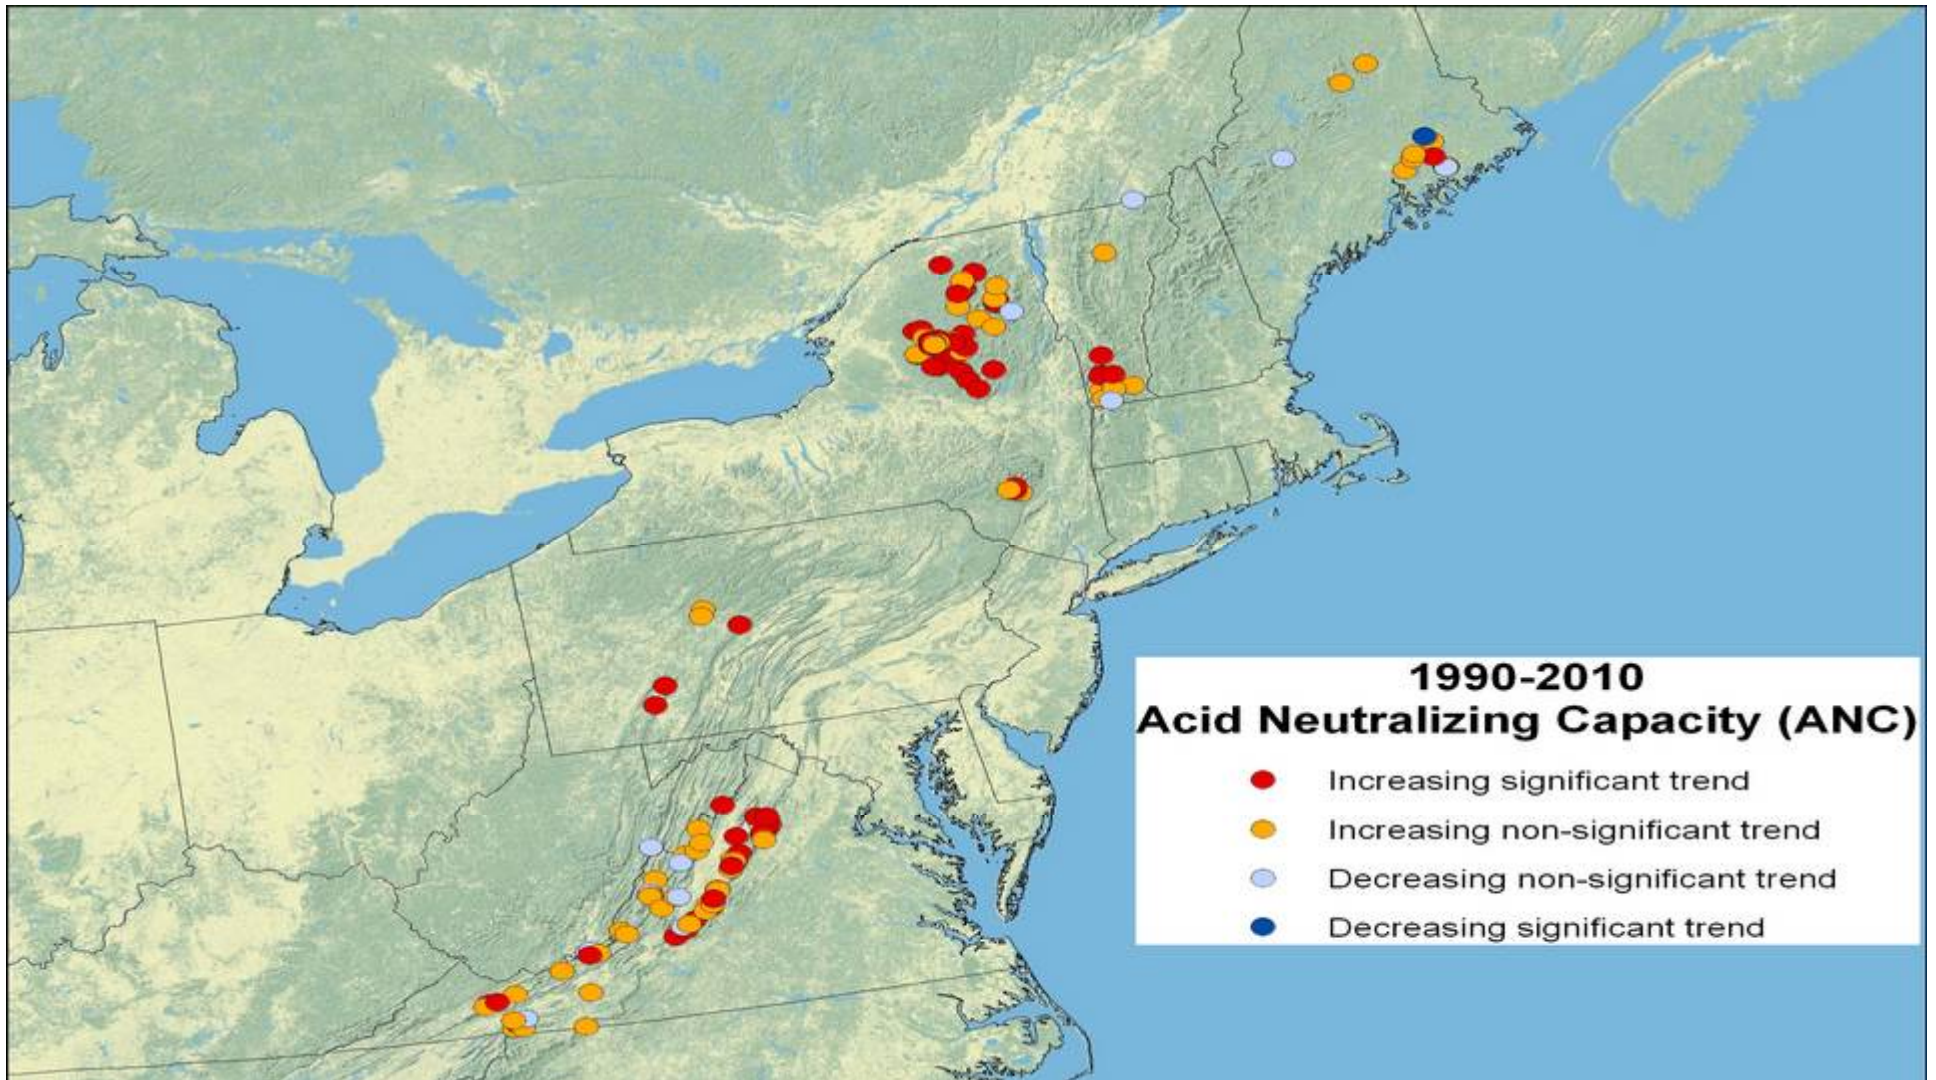 1990-2010
Acid Neutralizing Capacity (ANC)
Increasing significant trend
Increasing non-significant trend
Decreasing non-significant trend
Decreasing significant trend